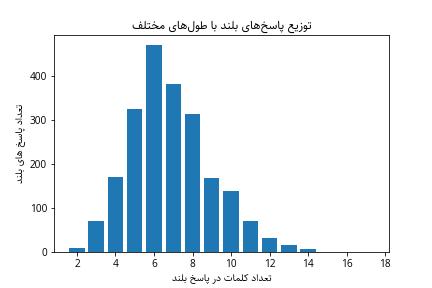 توزیع پاسخ‌های بلند با طول‌های مختلف
تعداد پاسخ های بلند
400
300
200
100
0
2 4 6 8 10 12 14 16 18
تعداد کلمات در پاسخ بلند